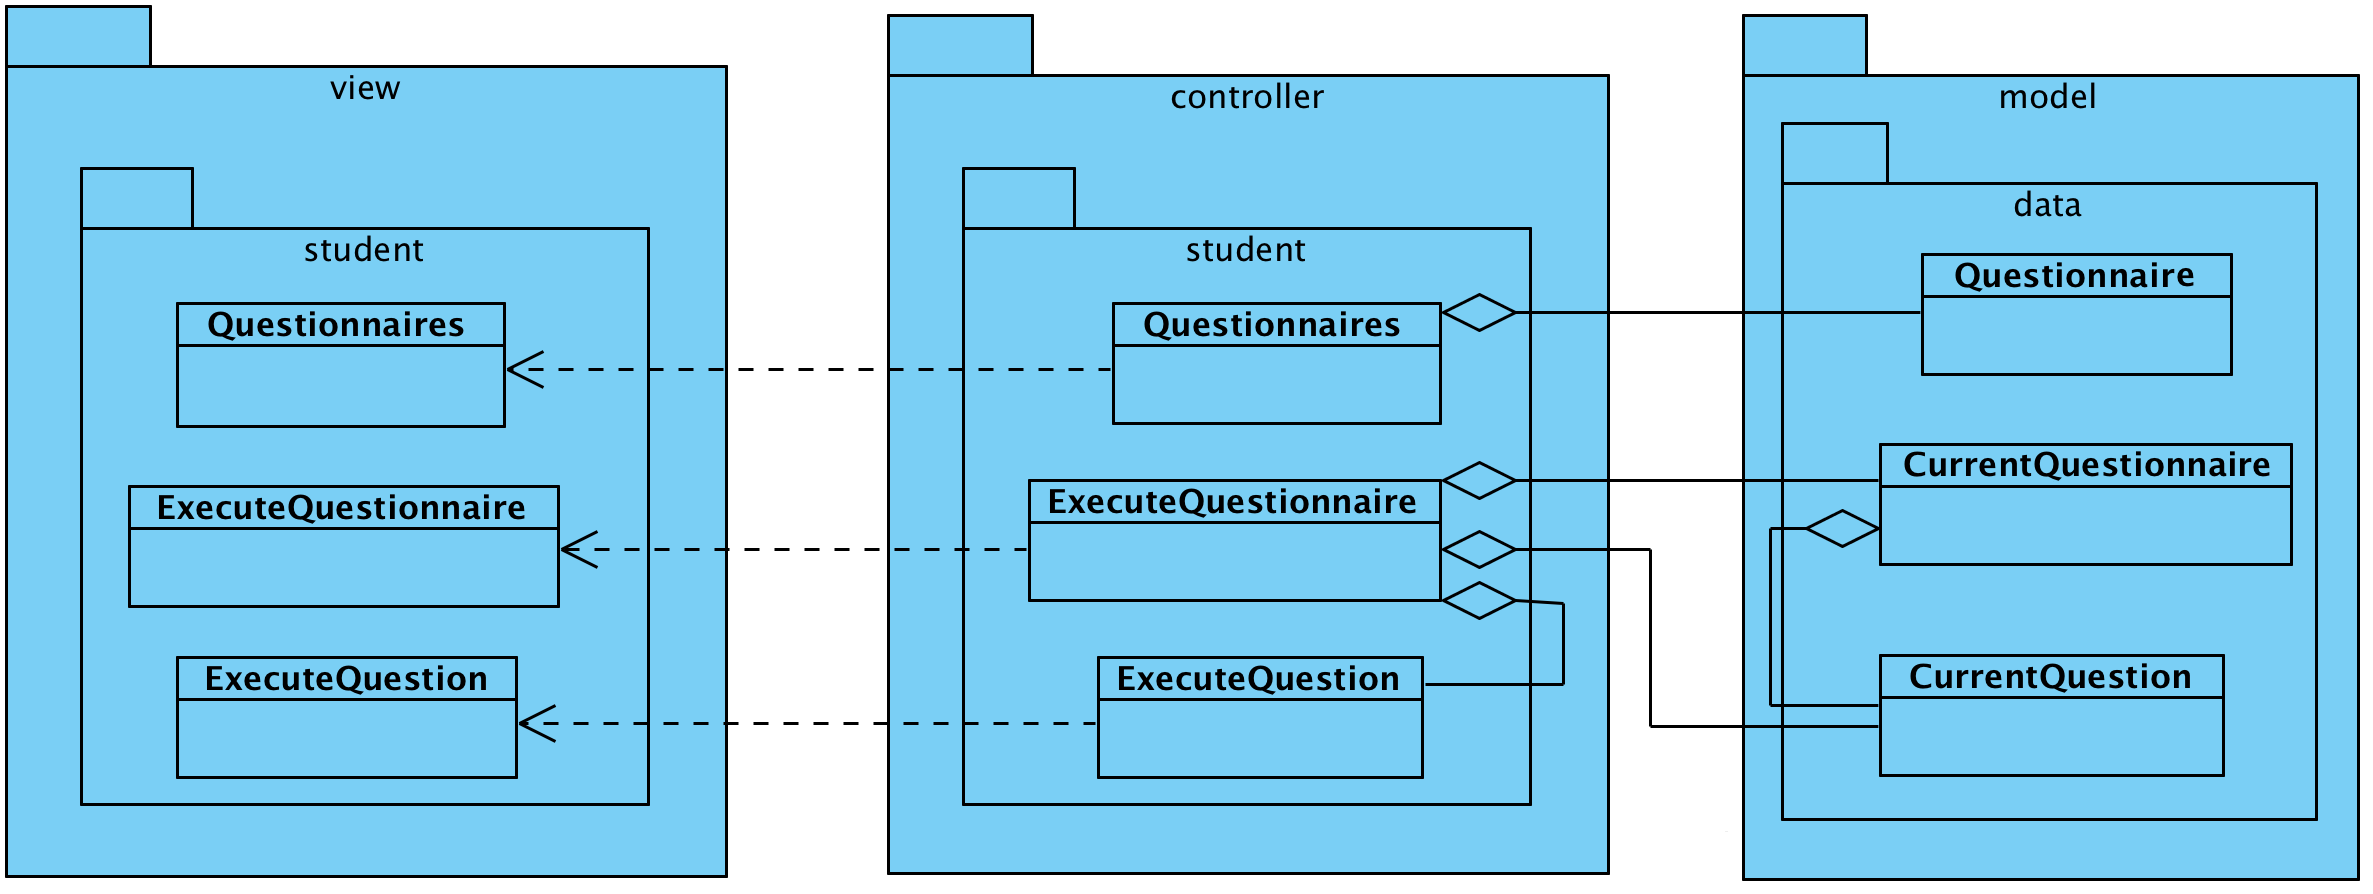 view
student
Questionnaires
ExecuteQuestionnaire
ExecuteQuestion
controller
student
Questionnaires
ExecuteQuestionnaire
ExecuteQuestion
model
data
Questionnaire
CurrentQuestionnaire
CurrentQuestion